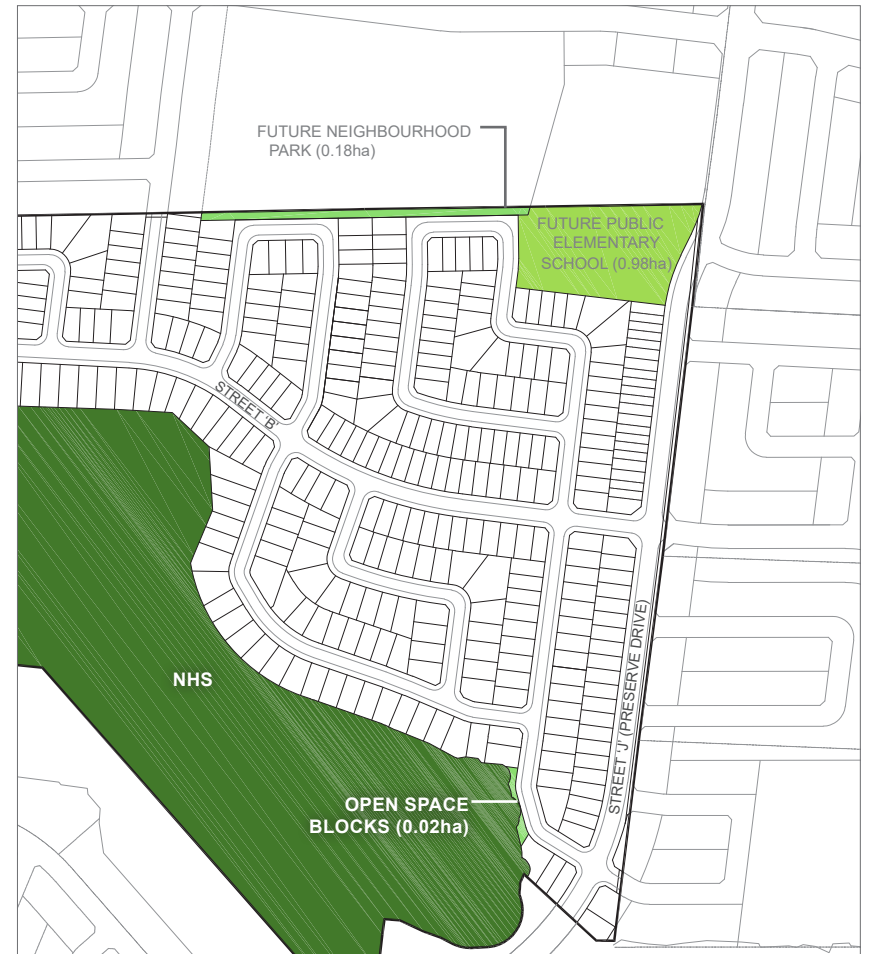 FUTURE NEIGHBOURHOOD
PARK (0.18ha)
FUTURE PUBLIC
ELEMENTARY
SCHOOL (0.98ha)
STREET 'B'
STREET 'J' (PRESERVE DRIVE)
NHS
OPEN SPACE
BLOCKS (0.02ha)